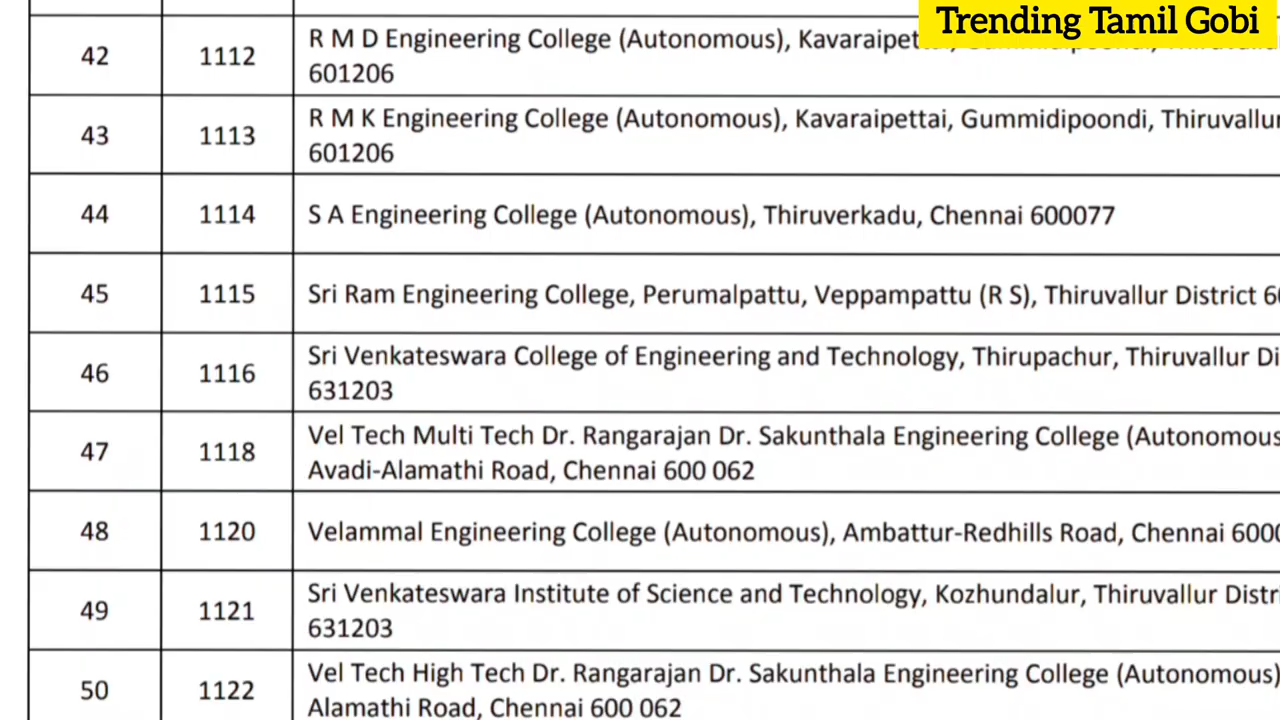 Trending Tamil Gobi
42 1112 R M D Engineering College (Autonomous),
601206
43 1113 R M K Engineering College (Autonomous), Kavaraipettai, Gummidipoondi, Thiruvallur
601206
44 1114 S A Engineering College (Autonomous), Thiruverkadu, Chennai 600077
45 1115 Sri Ram Engineering College, Perumalpattu, Veppampattu (R S), Thiruvallur District 6
46 1116 Sri Venkateswara College of Engineering and Technology, Thirupachur, Thiruvallur Di
631203
47 1118 Vel Tech Multi Tech Dr. Rangarajan Dr. Sakunthala Engineering College (Autonomous
Avadi-Alamathi Road, Chennai 600 062
48 1120 Velammal Engineering College (Autonomous), Ambattur-Redhills Road, Chennai 600
49 1121 Sri Venkateswara Institute of Science and Technology, Kozhundalur, Thiruvallur Distr
631203
50 1122 Vel Tech High Tech Dr. Rangarajan Dr. Sakunthala Engineering College (Autonomous)
Alamathi Road, Chennai 600 062